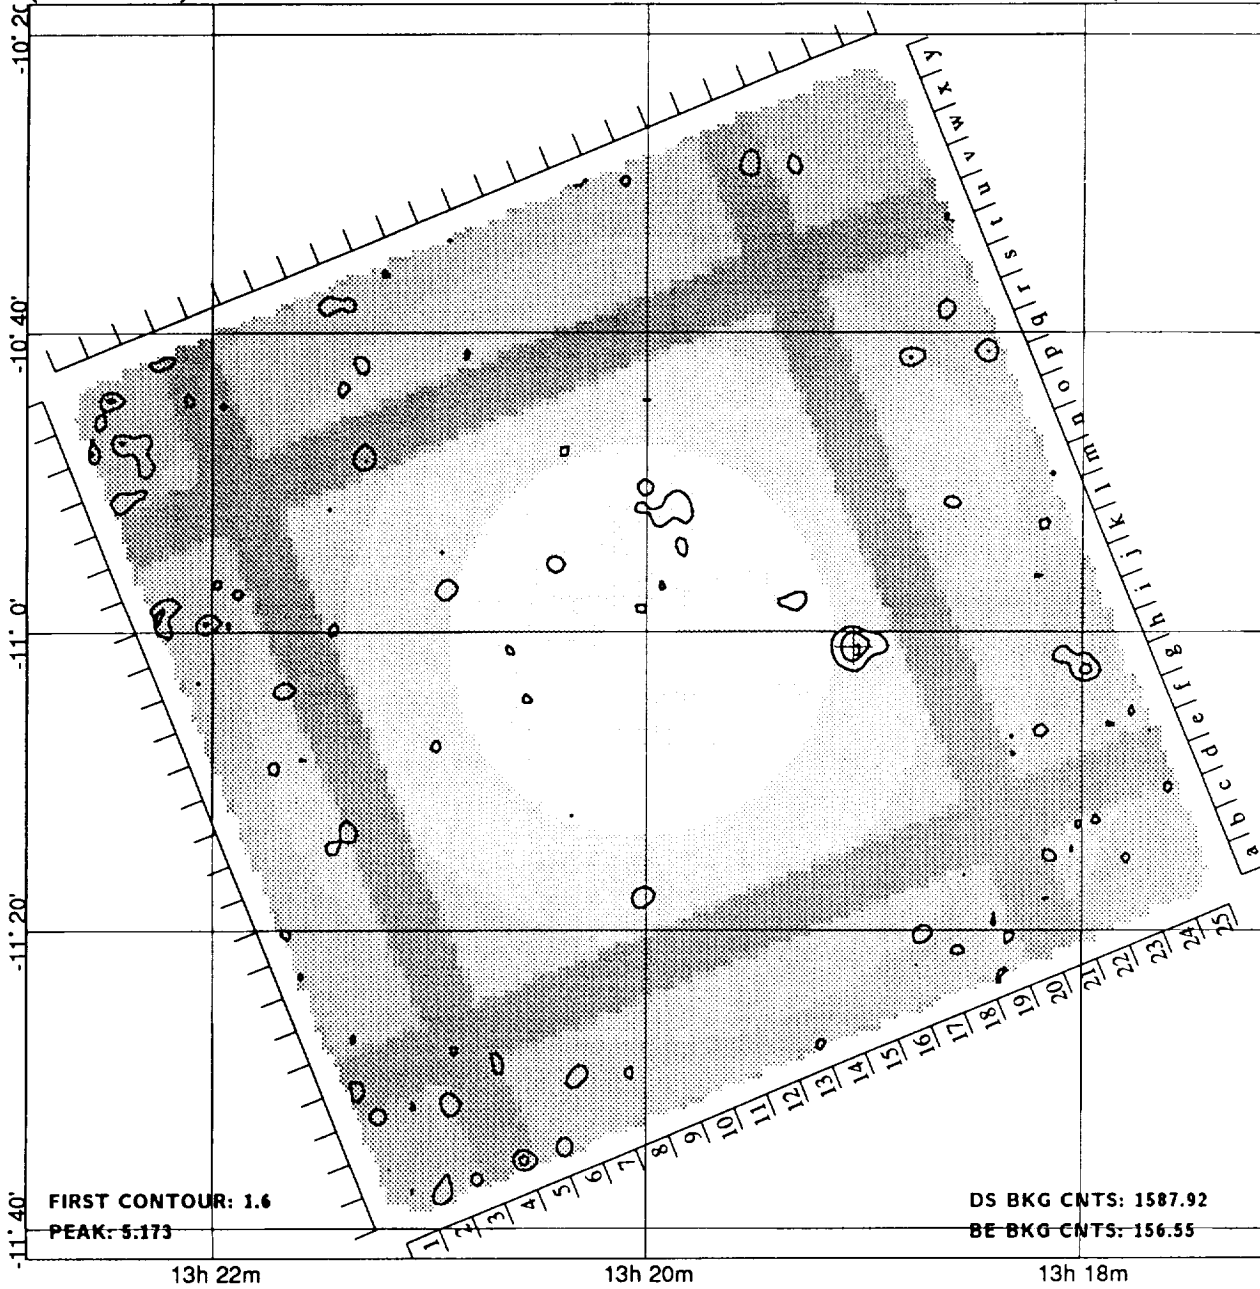 -10° 20
y x w v u t s r q p o n m l k j i h g f e d c b a
-10° 40'
-11° 0'
-11° 20'
-11° 40'
1 2 3 4 5 6 7 8 9 10 11 12 13 14 15 16 17 18 19 20 21 22 23 24 25
FIRST CONTOUR: 1.6
PEAK: 5.173
DS BKG CNTS: 1587.92
BE BKG CNTS: 156.55
13h 22m
13h 20m
13h 18m